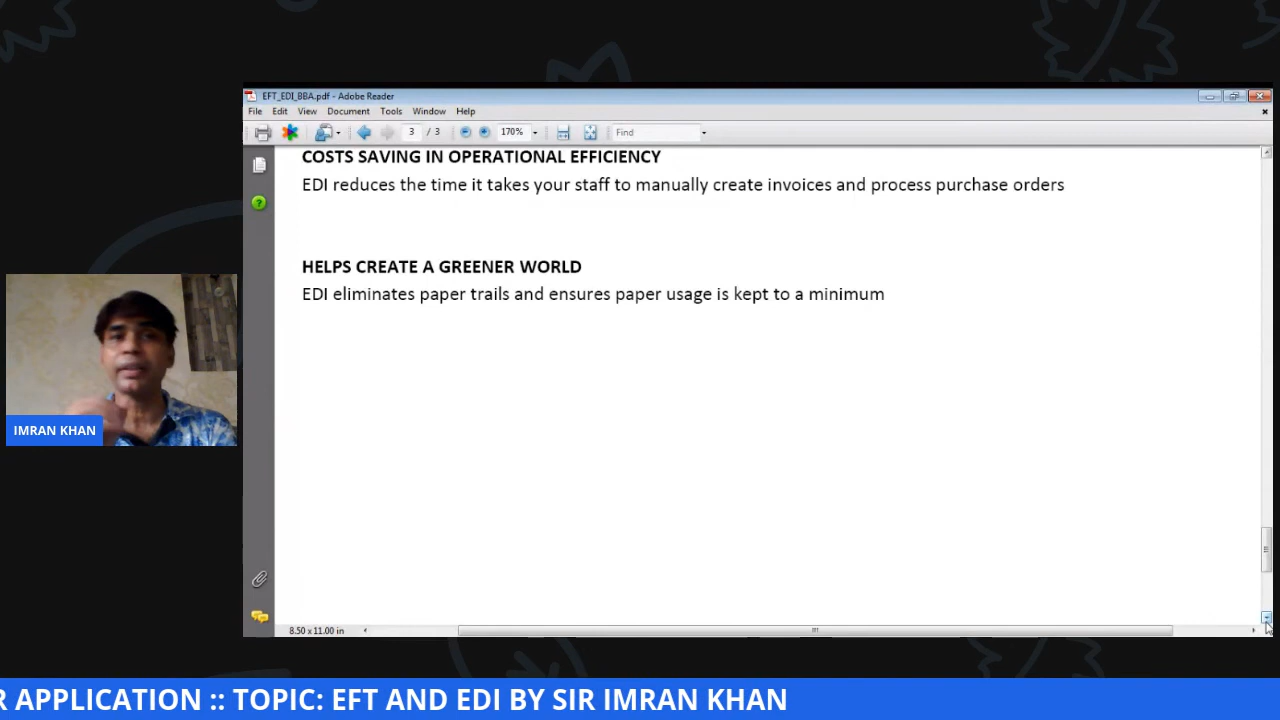 EFT_EDI_BBA.pdf - Adobe Reader
File Edit View Document Tools Window Help
3 / 3 170% Find
COSTS SAVING IN OPERATIONAL EFFICIENCY
EDI reduces the time it takes your staff to manually create invoices and process purchase orders
HELPS CREATE A GREENER WORLD
EDI eliminates paper trails and ensures paper usage is kept to a minimum
IMRAN KHAN
8.50 x 11.00 in
R APPLICATION :: TOPIC: EFT AND EDI BY SIR IMRAN KHAN